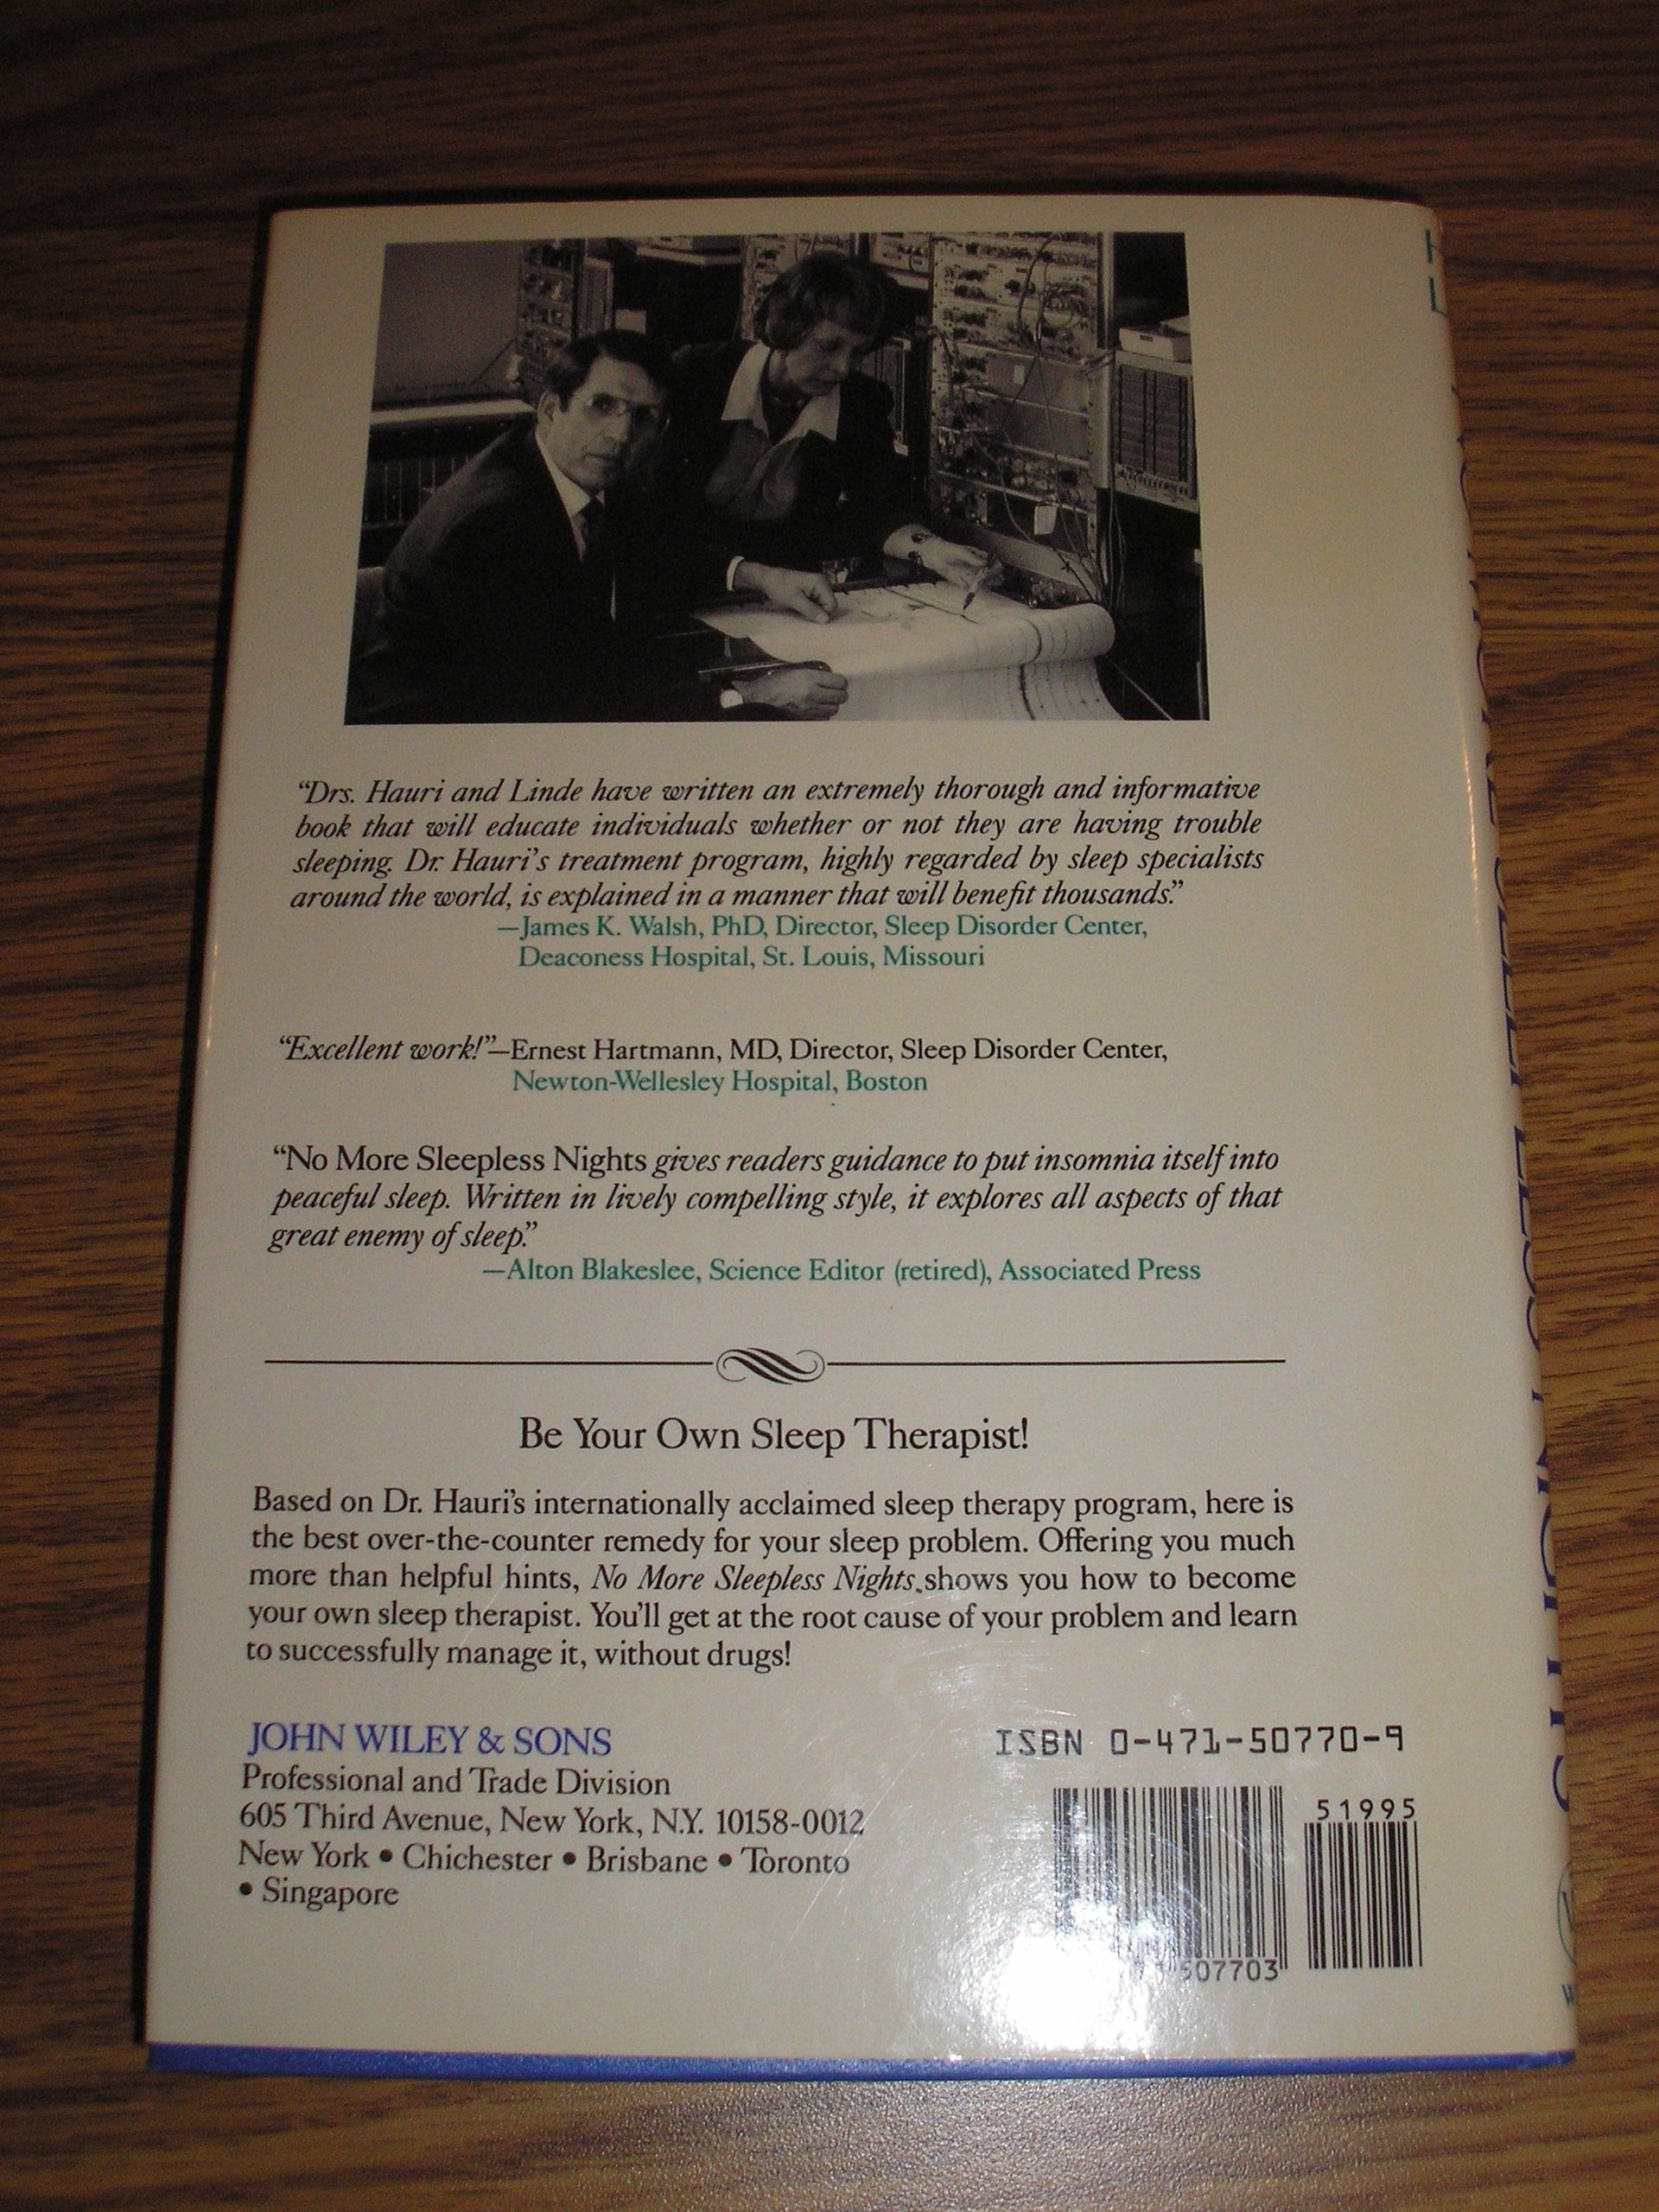 “Drs. Hauri and Linde have written an extremely thorough and informative
book that will educate individuals whether or not they are having trouble
sleeping. Dr. Hauri's treatment program, highly regarded by sleep specialists
around the world, is explained in a manner that will benefit thousands.”
—James K. Walsh, PhD, Director, Sleep Disorder Center,
Deaconess Hospital, St. Louis, Missouri
“Excellent work!”—Ernest Hartmann, MD, Director, Sleep Disorder Center,
Newton-Wellesley Hospital, Boston
“No More Sleepless Nights gives readers guidance to put insomnia itself into
peaceful sleep. Written in lively compelling style, it explores all aspects of that
great enemy of sleep.”
—Alton Blakeslee, Science Editor (retired), Associated Press
Be Your Own Sleep Therapist!
Based on Dr. Hauri's internationally acclaimed sleep therapy program, here is
the best over-the-counter remedy for your sleep problem. Offering you much
more than helpful hints, No More Sleepless Nights shows you how to become
your own sleep therapist. You'll get at the root cause of your problem and learn
to successfully manage it, without drugs!
JOHN WILEY & SONS
Professional and Trade Division
605 Third Avenue, New York, N.Y. 10158-0012
New York • Chichester • Brisbane • Toronto
• Singapore
ISBN 0-471-50770-9
51995
507703